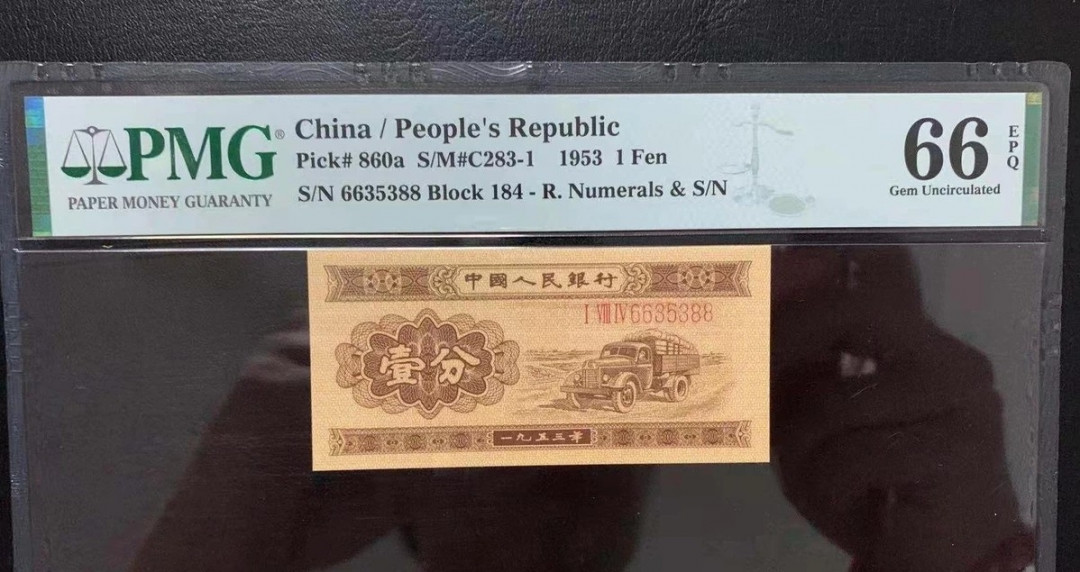 PMG®
PAPER MONEY GUARANTY
China / People's Republic
Pick# 860a S/M#C283-1 1953 1 Fen
S/N 6635388 Block 184 - R. Numerals & S/N
66
EPQ
Gem Uncirculated
中國人民銀行
I VIII IV 6635388
壹分
一九五三年